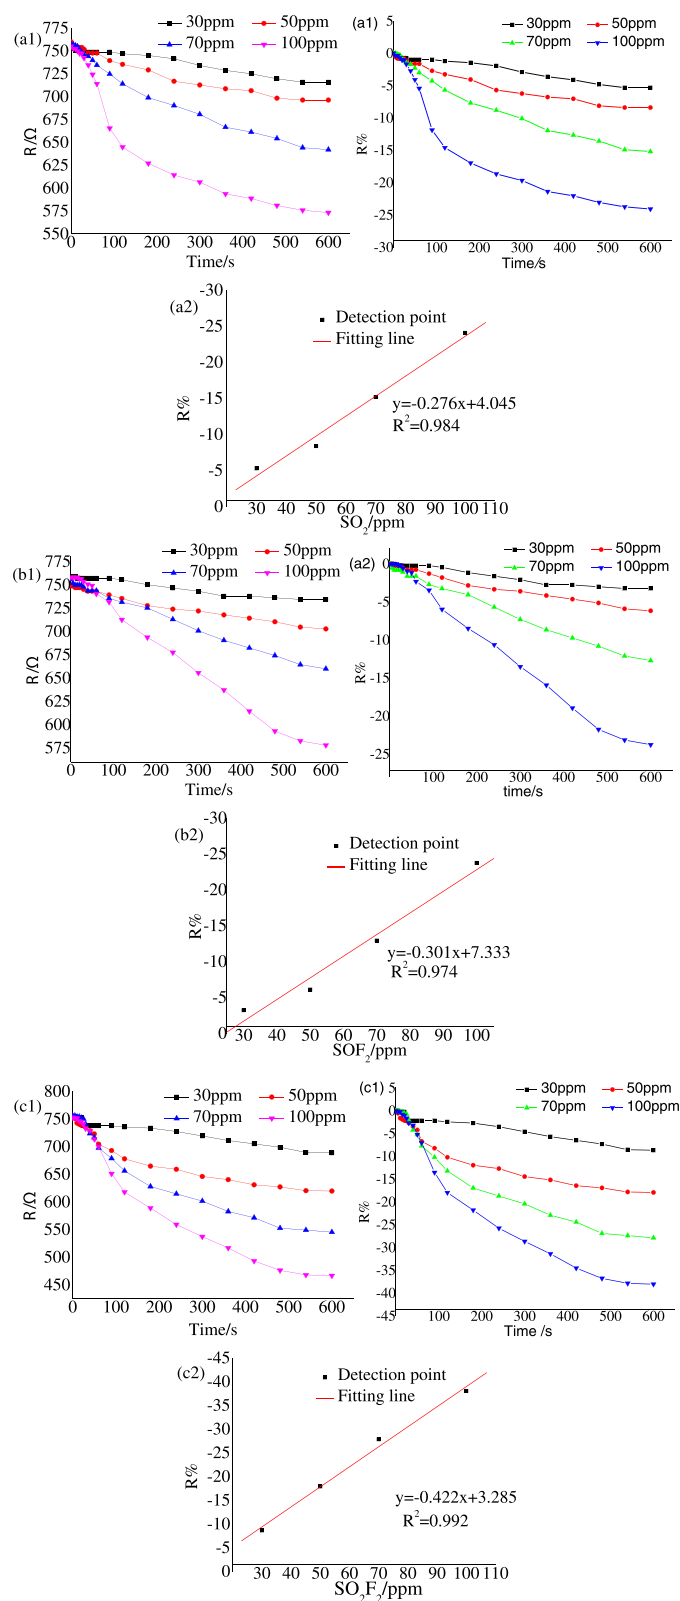 (a1)
30ppm 50ppm
70ppm 100ppm
775
750
725
700
675
650
625
600
575
550
R/Ω
0 100 200 300 400 500 600
Time/s
(a1)
30ppm 50ppm
70ppm 100ppm
5
0
-5
-10
-15
-20
-25
-30
R%
0 100 200 300 400 500 600
Time/s
(a2)
Detection point
Fitting line
-30
-25
-20
-15
-10
-5
0
R%
y=-0.276x+4.045
R²=0.984
30 40 50 60 70 80 90 100 110
SO₂/ppm
(b1)
30ppm 50ppm
70ppm 100ppm
775
750
725
700
675
650
625
600
575
R/Ω
0 100 200 300 400 500 600
Time/s
(a2)
30ppm 50ppm
70ppm 100ppm
0
-5
-10
-15
-20
-25
R%
0 100 200 300 400 500 600
time/s
(b2)
Detection point
Fitting line
-30
-25
-20
-15
-10
-5
0
R%
y=-0.301x+7.333
R²=0.974
30 40 50 60 70 80 90 100
SOF₂/ppm
(c1)
30ppm 50ppm
70ppm 100ppm
800
750
700
650
600
550
500
450
R/Ω
0 100 200 300 400 500 600
Time/s
(c1)
30ppm 50ppm
70ppm 100ppm
5
0
-5
-10
-15
-20
-25
-30
-35
-40
-45
R%
0 100 200 300 400 500 600
Time /s
(c2)
Detection point
Fitting line
-45
-40
-35
-30
-25
-20
-15
-10
-5
0
R%
y=-0.422x+3.285
R²=0.992
30 40 50 60 70 80 90 100 110
SO₂F₂/ppm